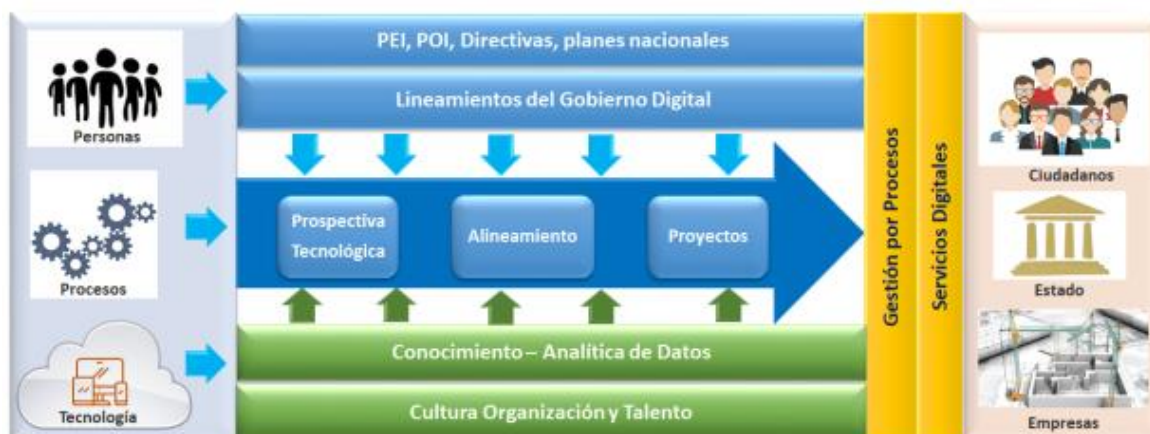 Personas
Procesos
Tecnología
PEI, POI, Directivas, planes nacionales
Lineamientos del Gobierno Digital
Prospectiva
Tecnológica
Alineamiento
Proyectos
Conocimiento – Analítica de Datos
Cultura Organización y Talento
Gestión por Procesos
Servicios Digitales
Ciudadanos
Estado
Empresas